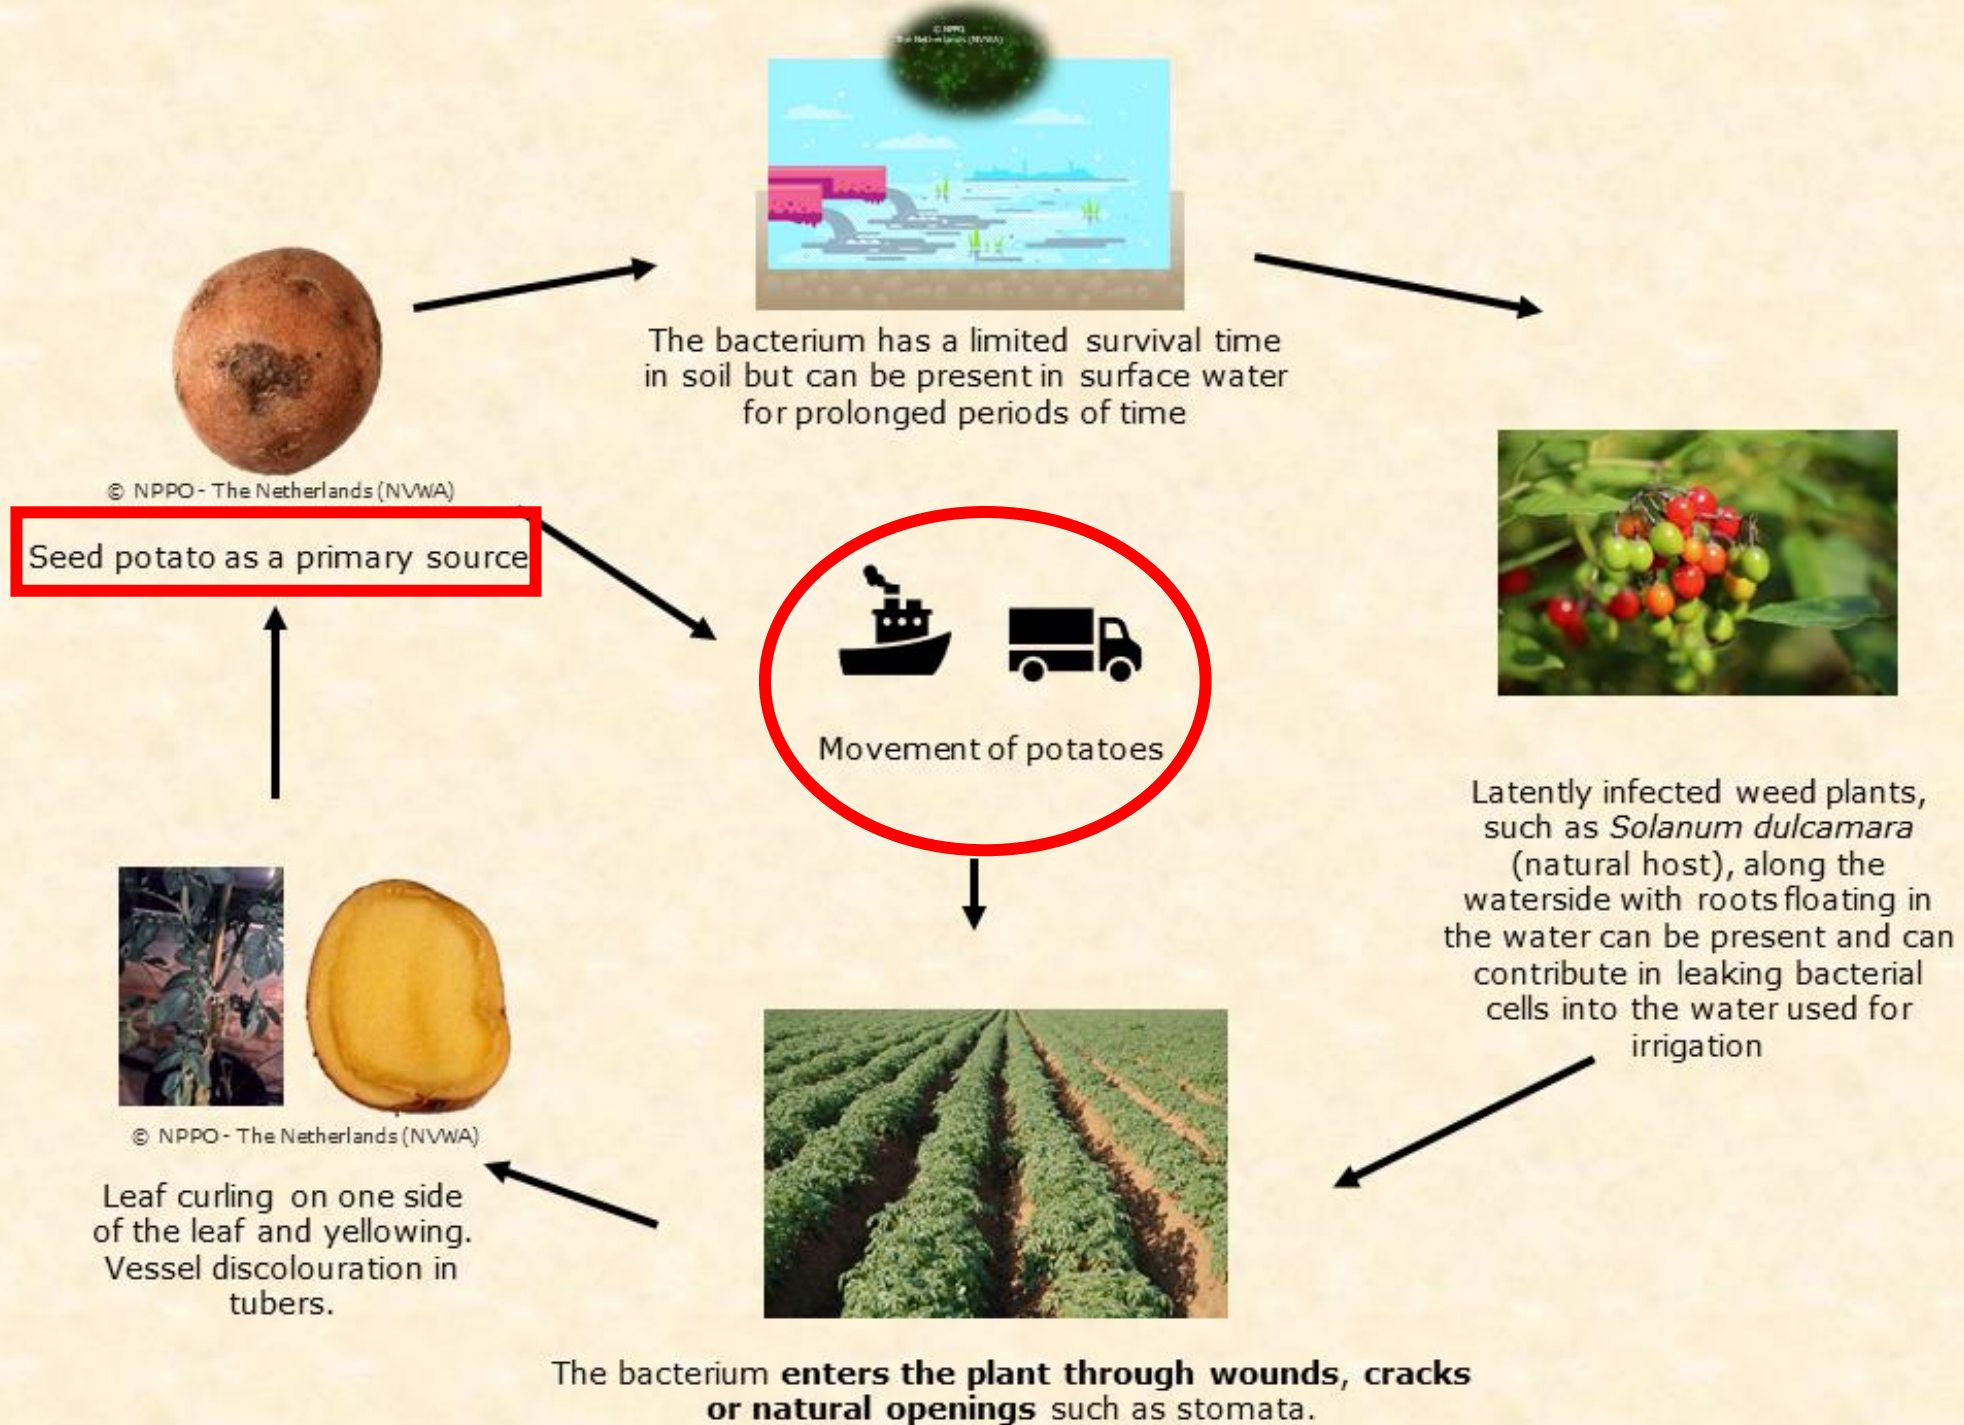 © NPPO
The Netherlands (NVWA)
The bacterium has a limited survival time
in soil but can be present in surface water
for prolonged periods of time
© NPPO - The Netherlands (NVWA)
Seed potato as a primary source
Movement of potatoes
Latently infected weed plants,
such as Solanum dulcamara
(natural host), along the
waterside with roots floating in
the water can be present and can
contribute in leaking bacterial
cells into the water used for
irrigation
© NPPO - The Netherlands (NVWA)
Leaf curling on one side
of the leaf and yellowing.
Vessel discolouration in
tubers.
The bacterium enters the plant through wounds, cracks
or natural openings such as stomata.